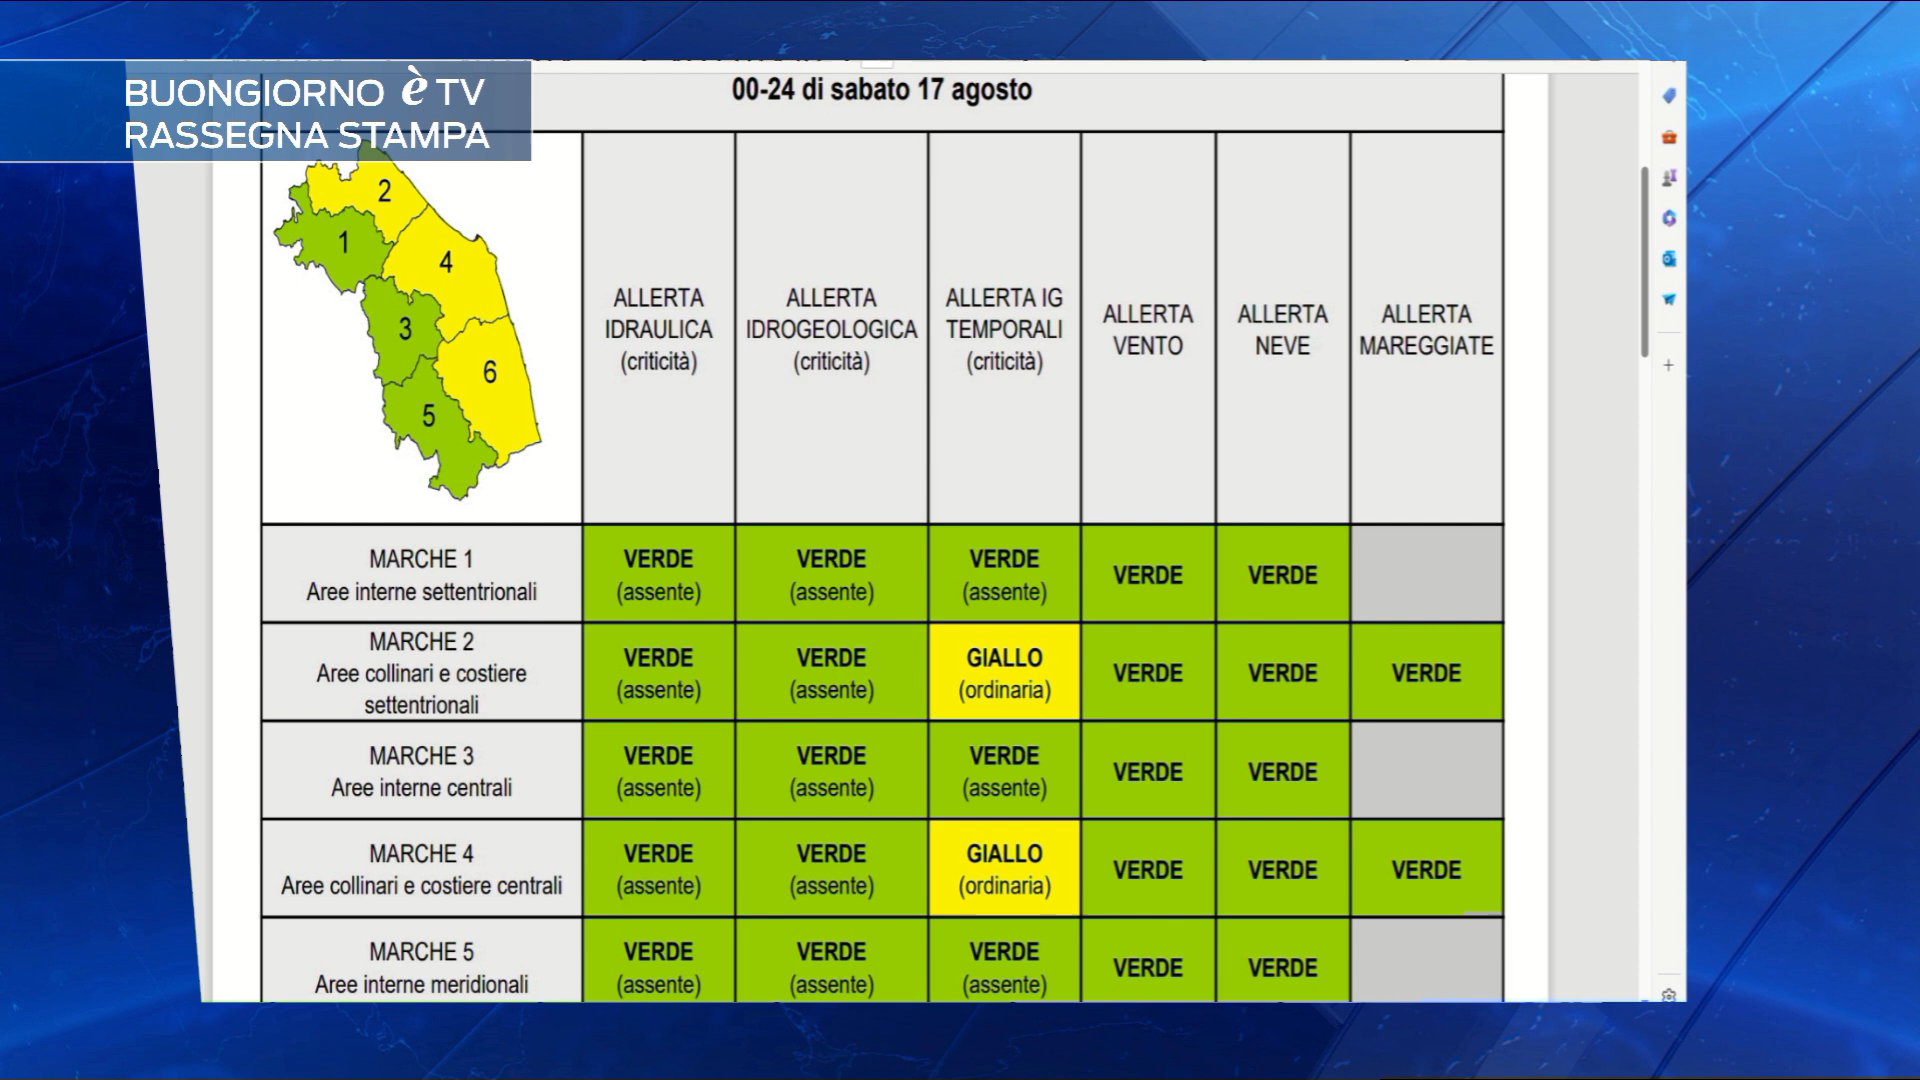 BUONGIORNO è TV
RASSEGNA STAMPA
00-24 di sabato 17 agosto
2
1
4
3
6
5
ALLERTA
IDRAULICA
(criticità)
ALLERTA
IDROGEOLOGICA
(criticità)
ALLERTA IG
TEMPORALI
(criticità)
ALLERTA
VENTO
ALLERTA
NEVE
ALLERTA
MAREGGIATE
MARCHE 1
Aree interne settentrionali
VERDE
(assente)
VERDE
(assente)
VERDE
(assente)
VERDE
VERDE
MARCHE 2
Aree collinari e costiere
settentrionali
VERDE
(assente)
VERDE
(assente)
GIALLO
(ordinaria)
VERDE
VERDE
VERDE
MARCHE 3
Aree interne centrali
VERDE
(assente)
VERDE
(assente)
VERDE
(assente)
VERDE
VERDE
MARCHE 4
Aree collinari e costiere centrali
VERDE
(assente)
VERDE
(assente)
GIALLO
(ordinaria)
VERDE
VERDE
VERDE
MARCHE 5
Aree interne meridionali
VERDE
(assente)
VERDE
(assente)
VERDE
(assente)
VERDE
VERDE